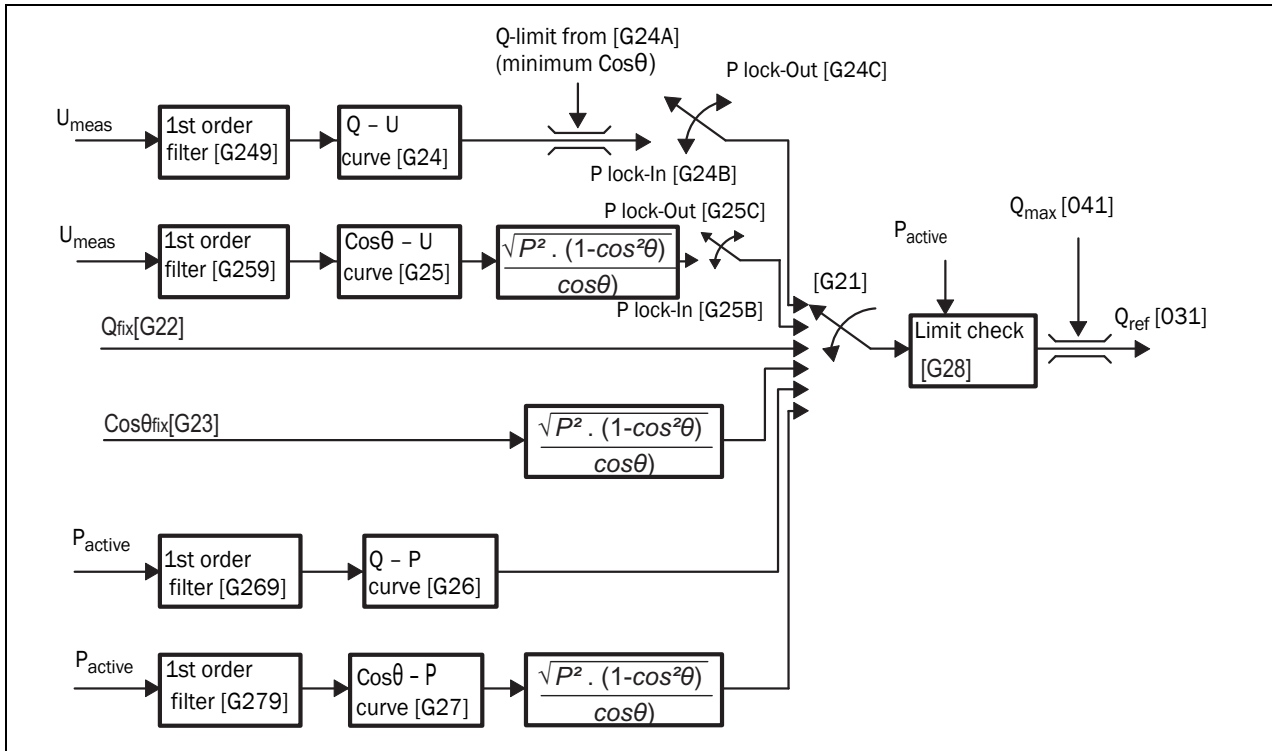 Q-limit from [G24A]
(minimum Cosθ)
P lock-Out [G24C]
Umeas
1st order
filter [G249]
Q – U
curve [G24]
P lock-In [G24B]
P lock-Out [G25C]
Umeas
1st order
filter [G259]
Cosθ – U
curve [G25]
√P² . (1-cos²θ)
cosθ)
P lock-In [G25B]
Qmax [041]
Pactive
[G21]
Qfix[G22]
Limit check
[G28]
Qref [031]
Cosθfix[G23]
√P² . (1-cos²θ)
cosθ)
Pactive
1st order
filter [G269]
Q – P
curve [G26]
Pactive
1st order
filter [G279]
Cosθ – P
curve [G27]
√P² . (1-cos²θ)
cosθ)